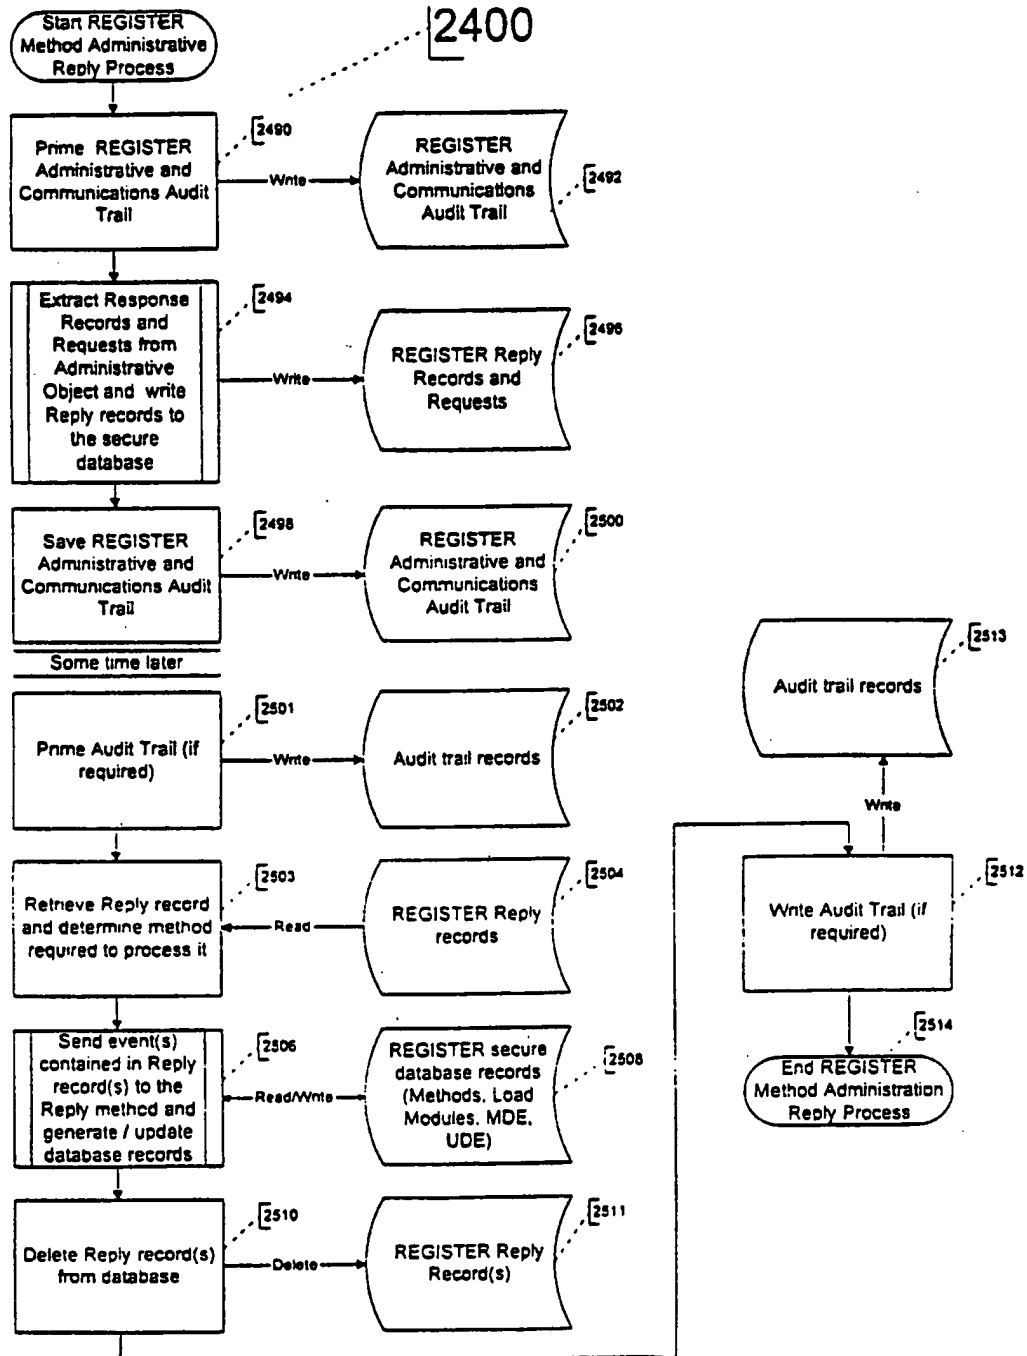 Start REGISTER
Method Administrative
Reply Process
2400
Prime REGISTER
Administrative and
Communications Audit
Trail
2490
Write
REGISTER
Administrative and
Communications
Audit Trail
2492
Extract Response
Records and
Requests from
Administrative
Object and write
Reply records to
the secure
database
2494
Write
REGISTER Reply
Records and
Requests
2496
Save REGISTER
Administrative and
Communications Audit
Trail
2498
Write
REGISTER
Administrative and
Communications
Audit Trail
2500
Some time later
Prime Audit Trail (if
required)
2501
Write
Audit trail records
2502
Retrieve Reply record
and determine method
required to process it
2503
Read
REGISTER Reply
records
2504
Send event(s)
contained in Reply
record(s) to the
Reply method and
generate / update
database records
2506
Read/Write
REGISTER secure
database records
(Methods, Load
Modules, MDE,
UDE)
2508
Delete Reply record(s)
from database
2510
Delete
REGISTER Reply
Record(s)
2511
Audit trail records
2513
Write
Write Audit Trail (if
required)
2512
2514
End REGISTER
Method Administration
Reply Process